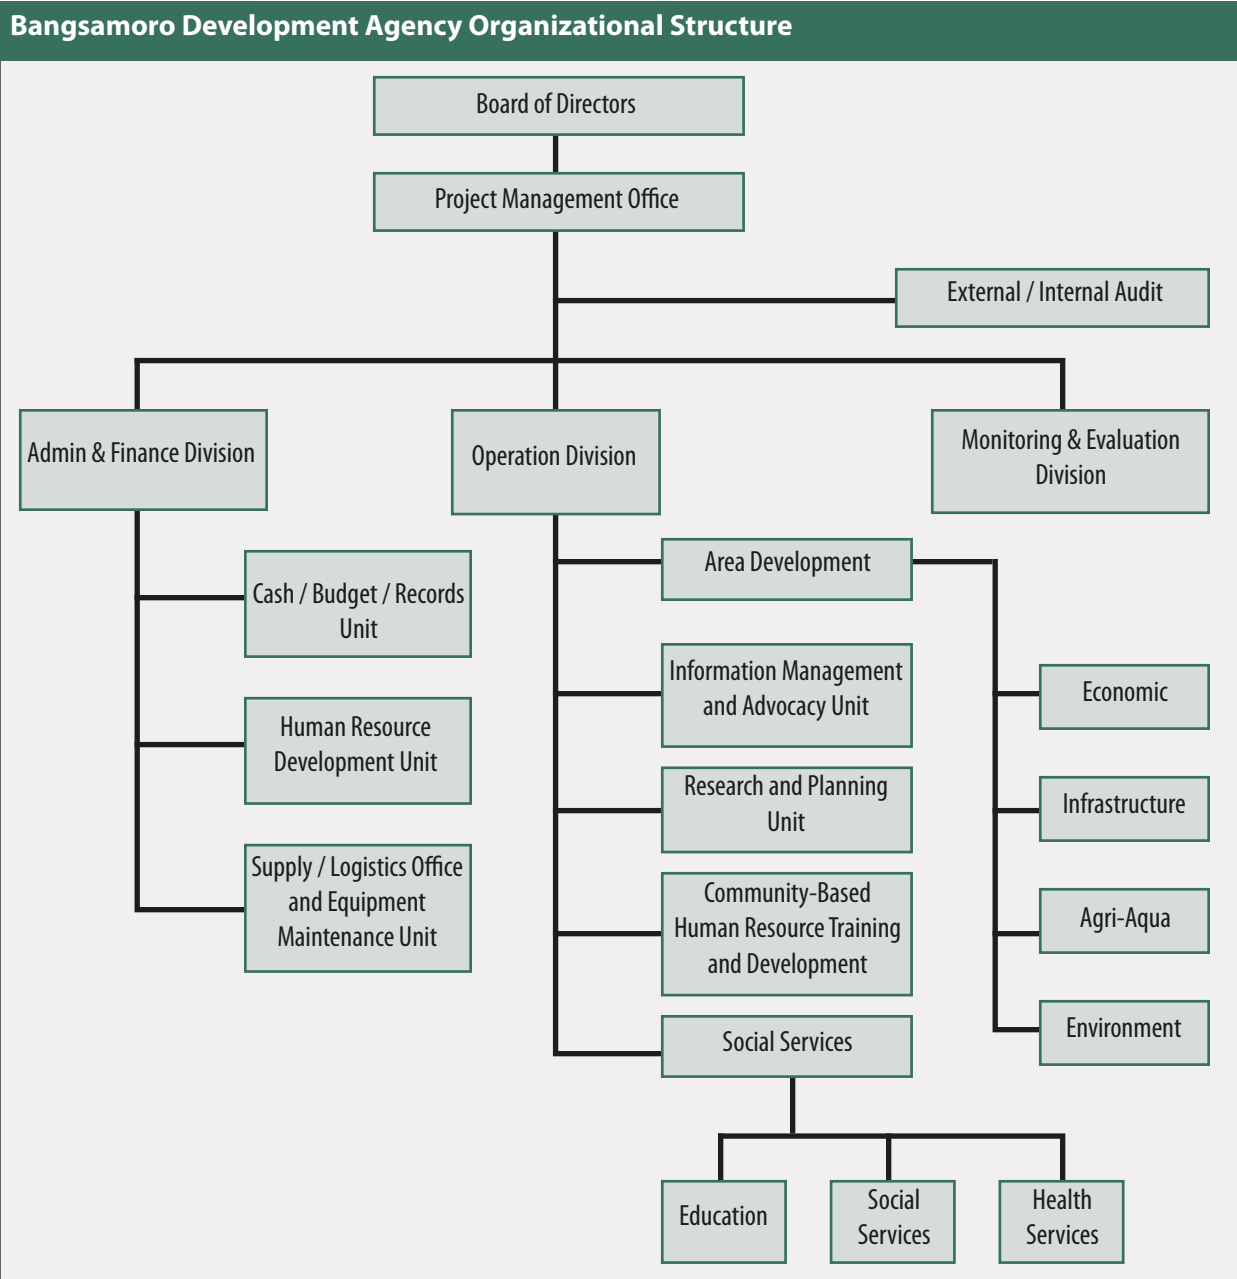 Bangsamoro Development Agency Organizational Structure
Board of Directors
Project Management Office
External / Internal Audit
Admin & Finance Division
Operation Division
Monitoring & Evaluation
Division
Cash / Budget / Records
Unit
Human Resource
Development Unit
Supply / Logistics Office
and Equipment
Maintenance Unit
Area Development
Information Management
and Advocacy Unit
Research and Planning
Unit
Community-Based
Human Resource Training
and Development
Social Services
Economic
Infrastructure
Agri-Aqua
Environment
Education
Social
Services
Health
Services